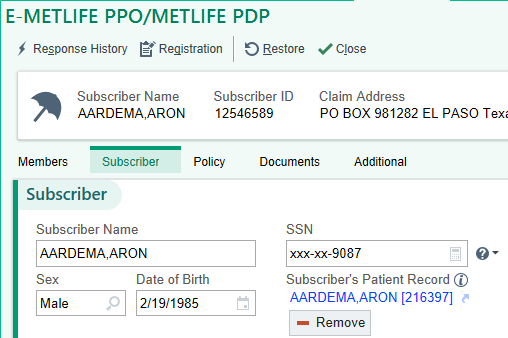 E-METLIFE PPO/METLIFE PDP
Response History Registration Restore Close
Subscriber Name Subscriber ID Claim Address
AARDEMA,ARON 12546589 PO BOX 981282 EL PASO Texa
Members Subscriber Policy Documents Additional
Subscriber
Subscriber Name SSN
AARDEMA,ARON xxx-xx-9087
Sex Date of Birth Subscriber's Patient Record
Male 2/19/1985 AARDEMA,ARON [216397]
Remove